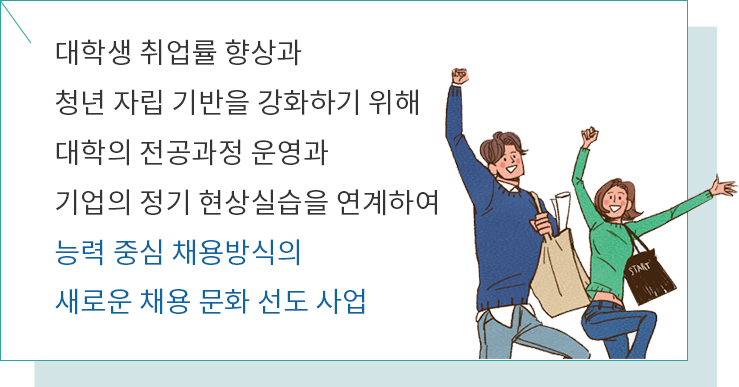 대학생 취업률 향상과
청년 자립 기반을 강화하기 위해
대학의 전공과정 운영과
기업의 정기 현상실습을 연계하여
능력 중심 채용방식의
새로운 채용 문화 선도 사업
START